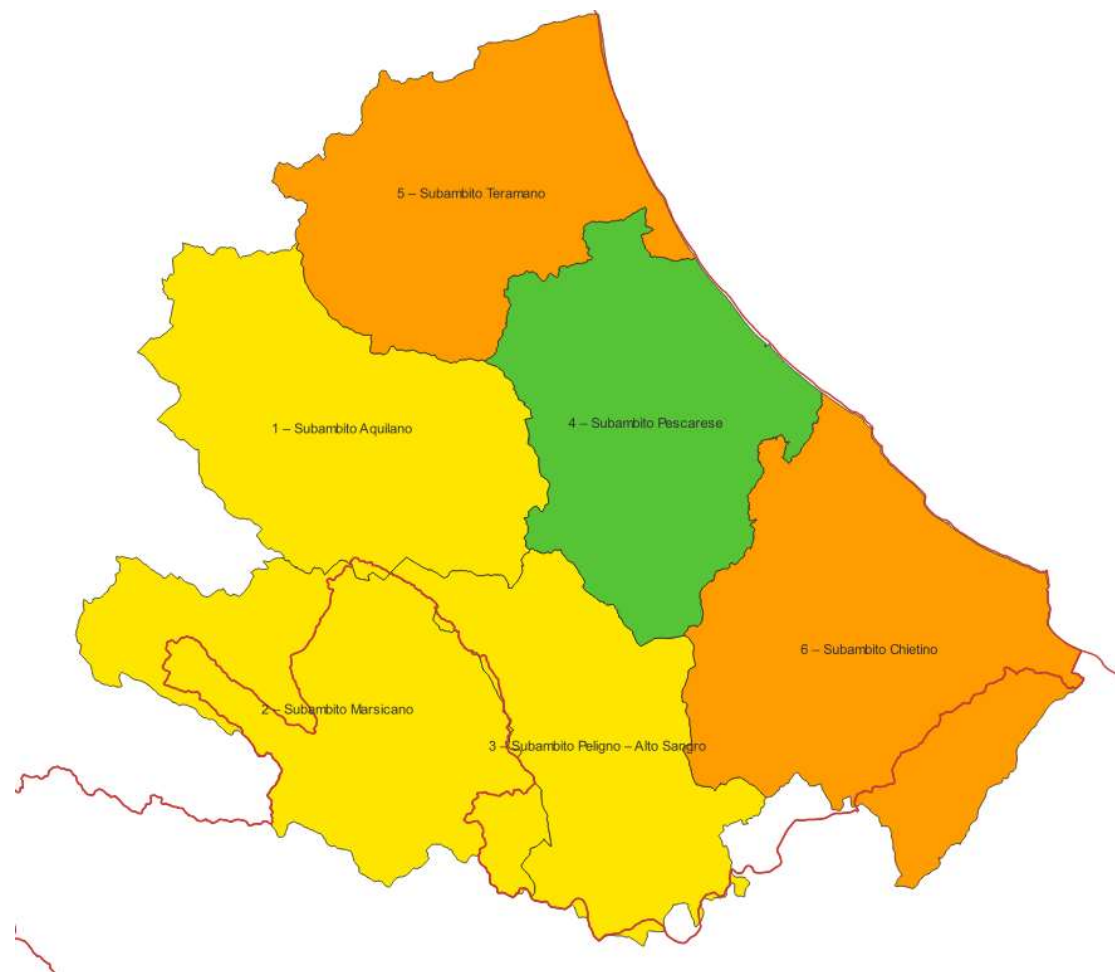 5 – Subambito Teramano
1 – Subambito Aquilano
4 – Subambito Pescarese
6 – Subambito Chietino
2 – Subambito Marsicano
3 – Subambito Peligno – Alto Sangro